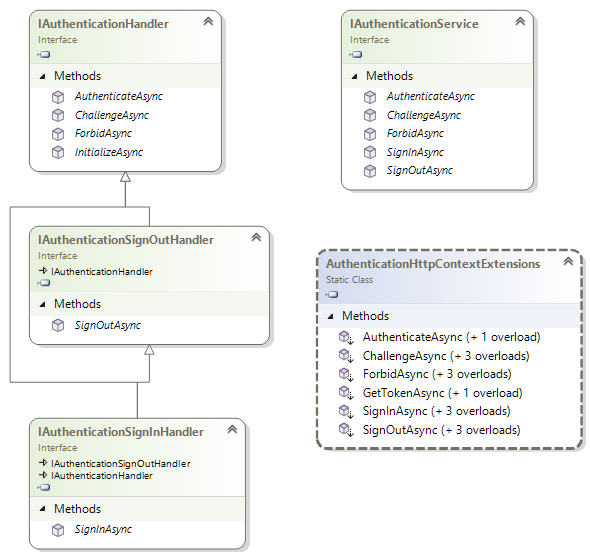 IAuthenticationHandler
Interface
Methods
AuthenticateAsync
ChallengeAsync
ForbidAsync
InitializeAsync
IAuthenticationService
Interface
Methods
AuthenticateAsync
ChallengeAsync
ForbidAsync
SignInAsync
SignOutAsync
IAuthenticationSignOutHandler
Interface
IAuthenticationHandler
Methods
SignOutAsync
AuthenticationHttpContextExtensions
Static Class
Methods
AuthenticateAsync (+ 1 overload)
ChallengeAsync (+ 3 overloads)
ForbidAsync (+ 3 overloads)
GetTokenAsync (+ 1 overload)
SignInAsync (+ 3 overloads)
SignOutAsync (+ 3 overloads)
IAuthenticationSignInHandler
Interface
IAuthenticationSignOutHandler
IAuthenticationHandler
Methods
SignInAsync